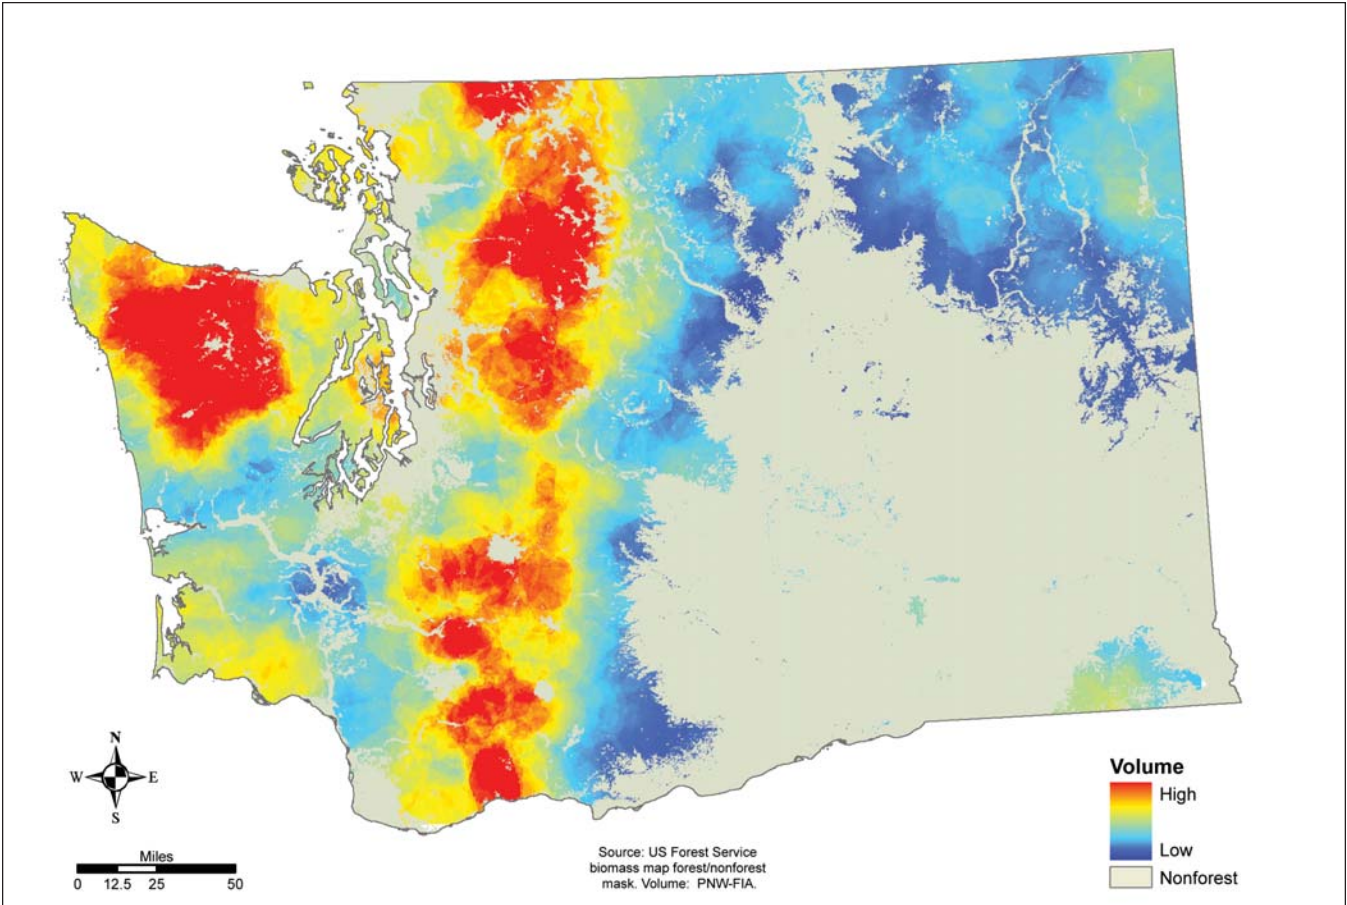 N
W E
S
Miles
0 12.5 25 50
Source: US Forest Service
biomass map forest/nonforest
mask. Volume: PNW-FIA.
Volume
High
Low
Nonforest